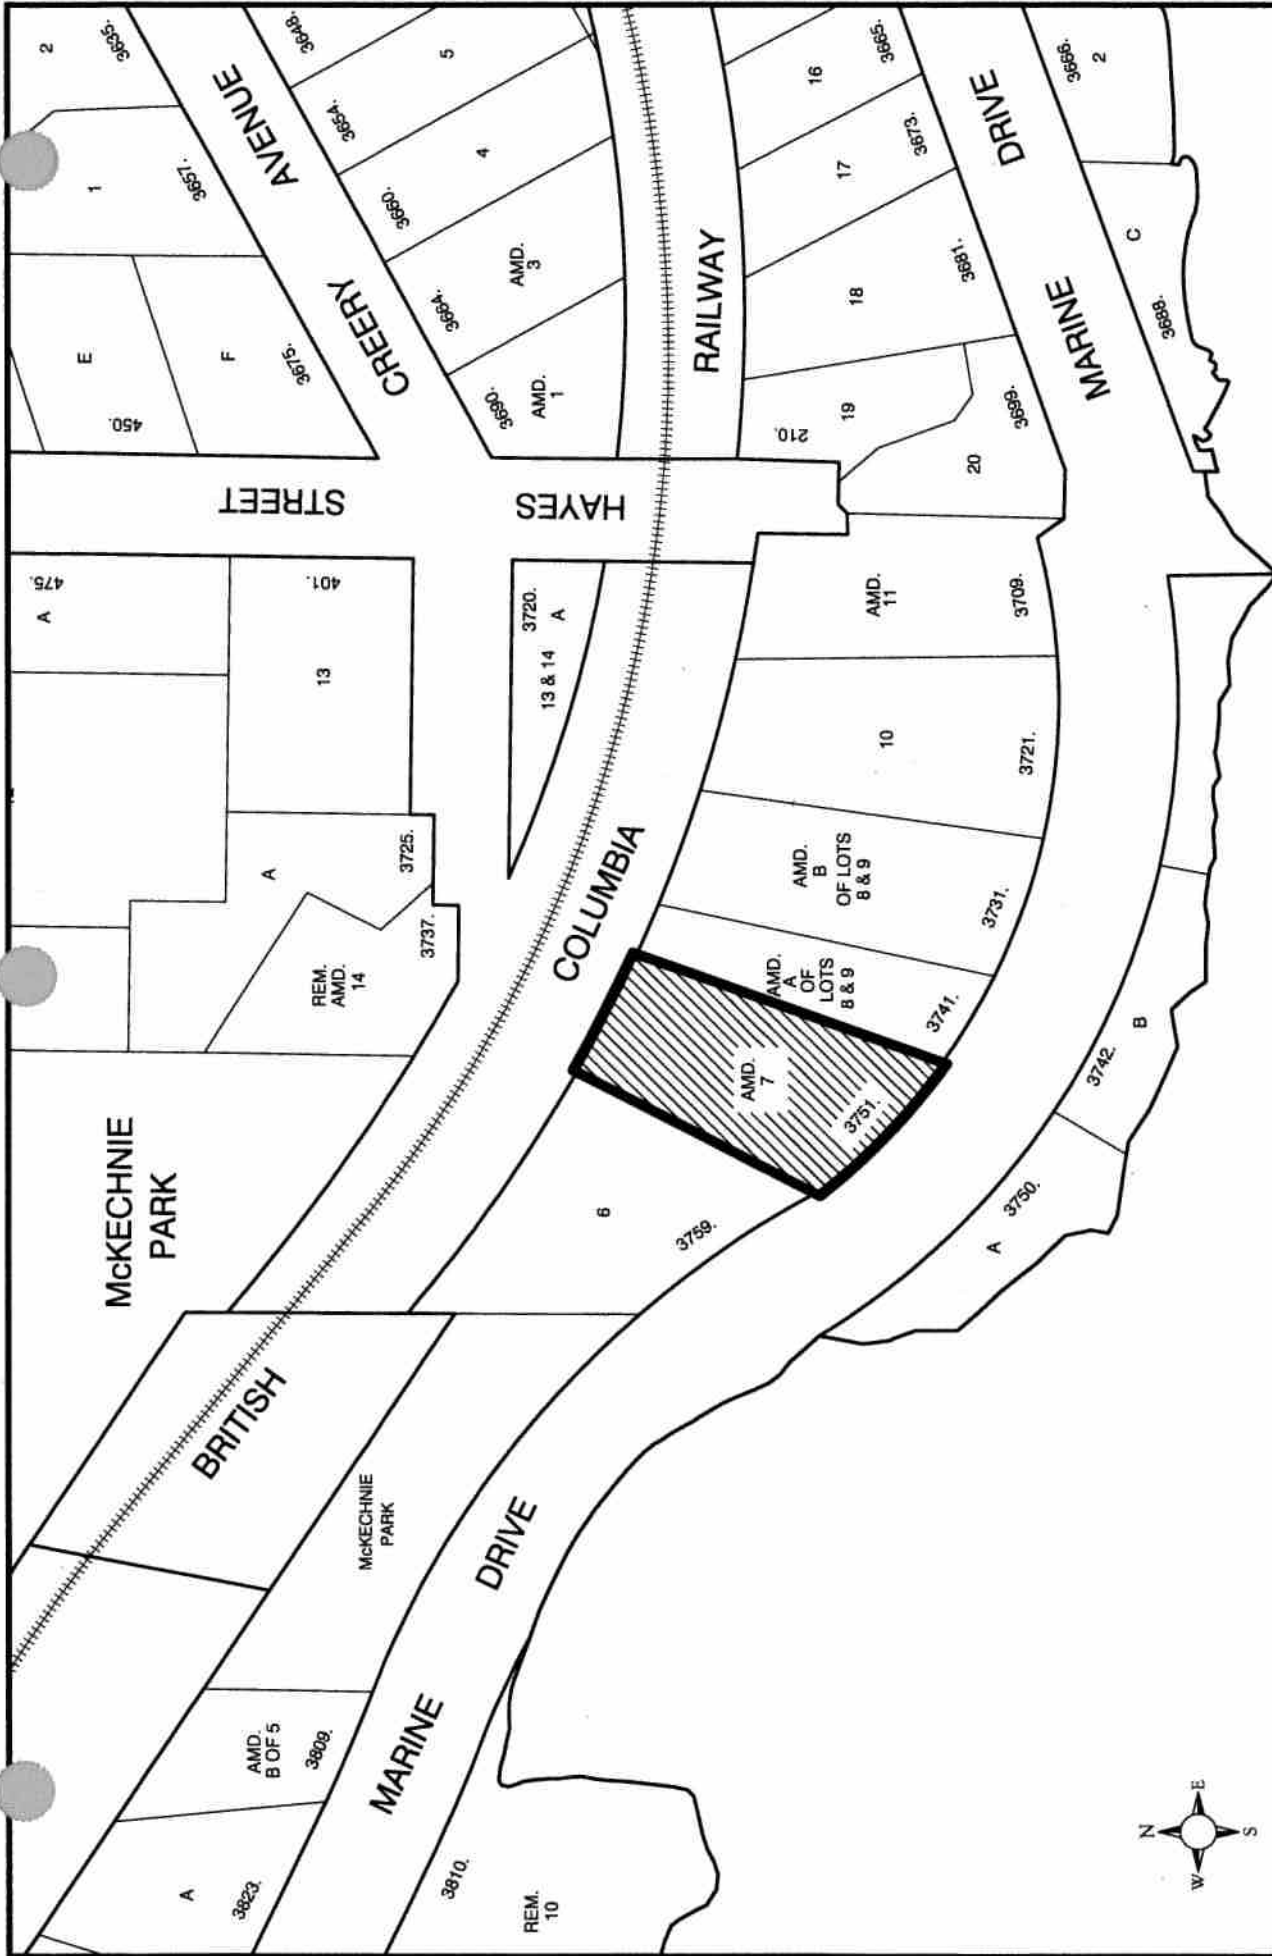 McKECHNIE
PARK
BRITISH
COLUMBIA
RAILWAY
McKECHNIE
PARK
MARINE
DRIVE
MARINE
DRIVE
CREERY
AVENUE
HAYES
STREET
A
3823.
AMD.
B OF 5
3809.
REM.
10
3810.
6
3759.
AMD.
7
3751.
AMD.
A
OF
LOTS
8 & 9
3741.
AMD.
B
OF LOTS
8 & 9
3731.
10
3721.
AMD.
11
3709.
A
3750.
B
3742.
REM.
AMD.
14
3737.
A
3725.
13
401.
A
475.
3720.
13 & 14
A
E
450.
F
3675.
1
3657.
2
3635.
3690.
AMD.
1
3664.
AMD.
3
3660.
4
3654.
5
3648.
210.
19
20
3699.
18
3681.
17
3673.
16
3665.
C
3688.
2
3666.
N
W
E
S